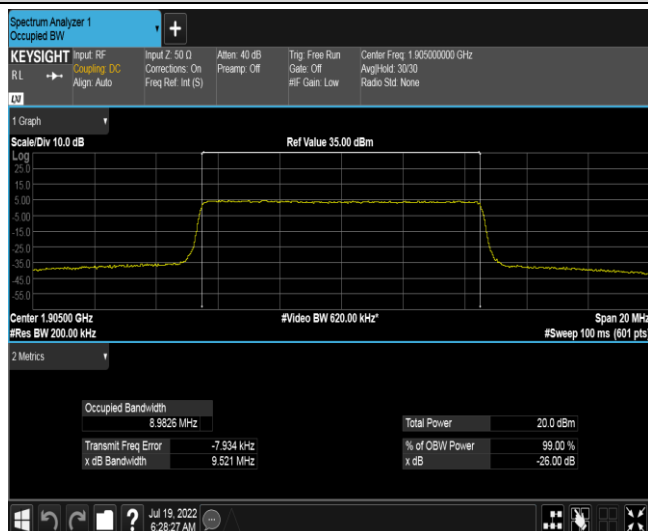 Spectrum Analyzer 1
Occupied BW
+
KEYSIGHT Input: RF Input Z: 50 Ω Atten: 40 dB Trig: Free Run Center Freq: 1.905000000 GHz
RL Coupling: DC Corrections: On Preamp: Off Gate: Off Avg|Hold: 30/30
Align: Auto Freq Ref: Int (S) #IF Gain: Low Radio Std: None
LXI
1 Graph
Scale/Div 10.0 dB Ref Value 35.00 dBm
Log
25.0
15.0
5.00
-5.00
-15.0
-25.0
-35.0
-45.0
-55.0
Center 1.90500 GHz #Video BW 620.00 kHz* Span 20 MHz
#Res BW 200.00 kHz #Sweep 100 ms (601 pts)
2 Metrics
Occupied Bandwidth
8.9826 MHz Total Power 20.0 dBm
Transmit Freq Error -7.934 kHz % of OBW Power 99.00 %
x dB Bandwidth 9.521 MHz x dB -26.00 dB
? Jul 19, 2022
6:28:27 AM